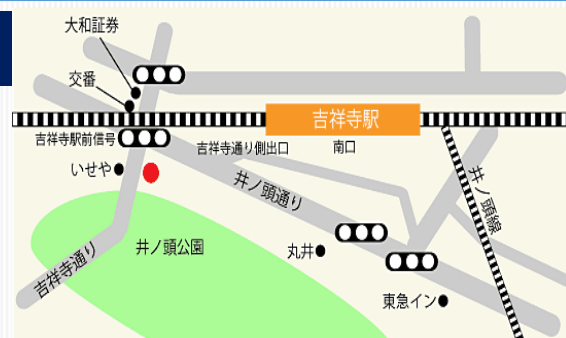 大和証券
交番
吉祥寺駅
吉祥寺駅前信号
吉祥寺通り側出口
南口
いせや
井ノ頭通り
井ノ頭線
井ノ頭公園
吉祥寺通り
丸井
東急イン